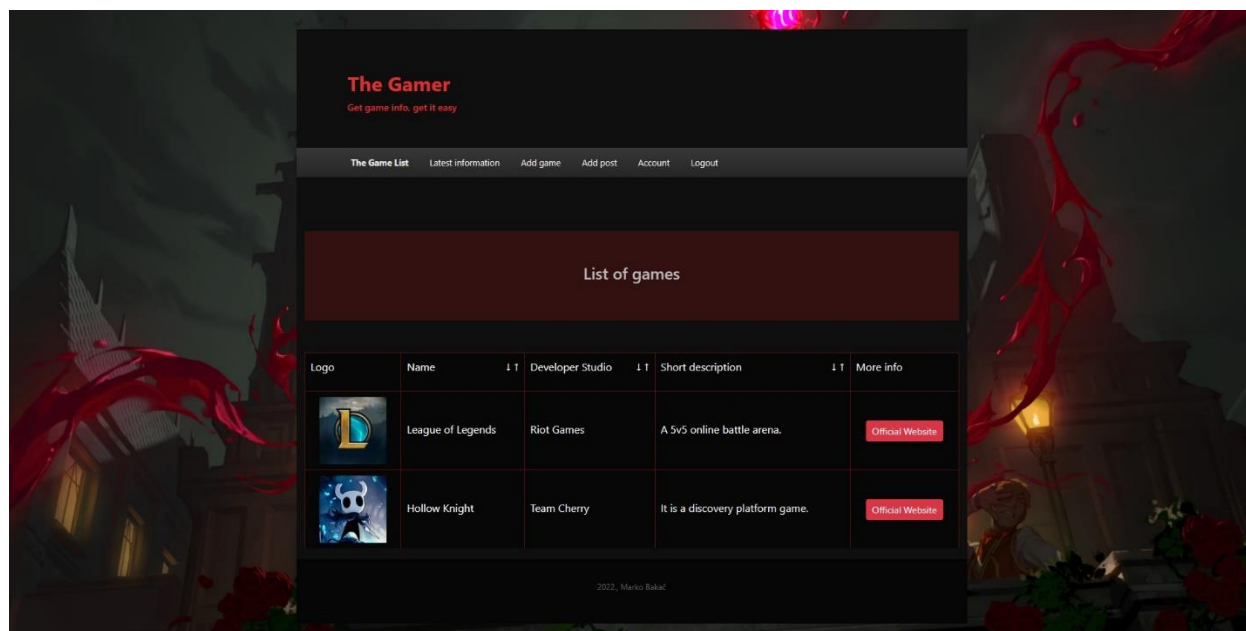 The Gamer
Get game info. get it easy
The Game List Latest information Add game Add post Account Logout
List of games
Logo Name ↓↑ Developer Studio ↓↑ Short description ↓↑ More info
League of Legends Riot Games A 5v5 online battle arena. Official Website
Hollow Knight Team Cherry It is a discovery platform game. Official Website
2022., Marko Bakač